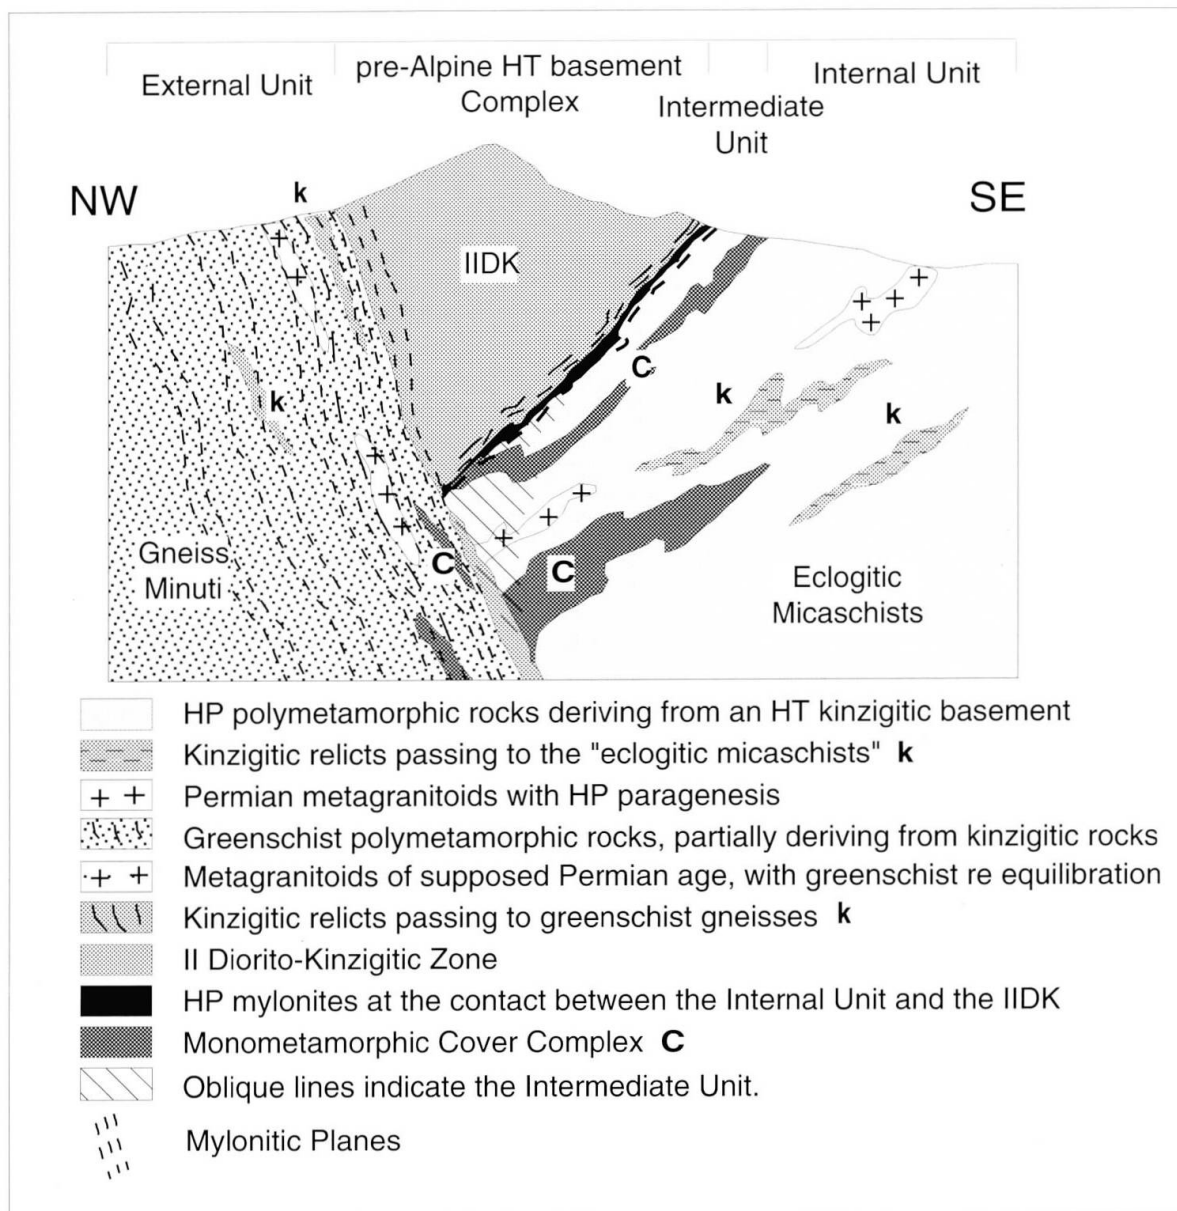 External Unit
pre-Alpine HT basement
Complex
Intermediate
Unit
Internal Unit
NW
SE
k
IIDK
C
k
k
k
C
C
Gneiss
Minuti
Eclogitic
Micaschists
HP polymetamorphic rocks deriving from an HT kinzigitic basement
Kinzigitic relicts passing to the "eclogitic micaschists" k
Permian metagranitoids with HP paragenesis
Greenschist polymetamorphic rocks, partially deriving from kinzigitic rocks
Metagranitoids of supposed Permian age, with greenschist re equilibration
Kinzigitic relicts passing to greenschist gneisses k
II Diorito-Kinzigitic Zone
HP mylonites at the contact between the Internal Unit and the IIDK
Monometamorphic Cover Complex C
Oblique lines indicate the Intermediate Unit.
Mylonitic Planes